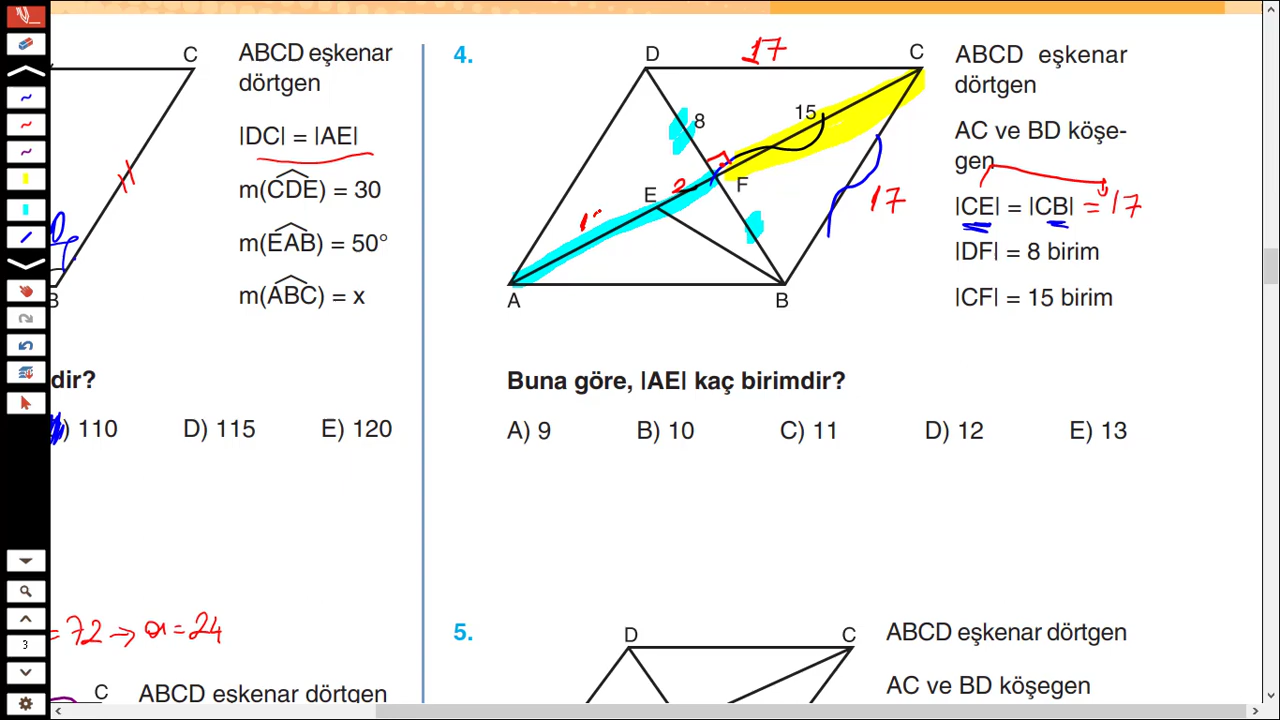 C
ABCD eşkenar
dörtgen
|DC| = |AE|
m(CDE) = 30
m(EAB) = 50°
m(ABC) = x
B
dir?
) 110 D) 115 E) 120
= 72 → a = 24
C
ABCD eşkenar dörtgen
4.
D
17
C
8
15
2
F
E
17
A
B
ABCD eşkenar
dörtgen
AC ve BD köşe-
gen
|CE| = |CB| = 17
|DF| = 8 birim
|CF| = 15 birim
Buna göre, |AE| kaç birimdir?
A) 9 B) 10 C) 11 D) 12 E) 13
5.
D
C
ABCD eşkenar dörtgen
AC ve BD köşegen
3